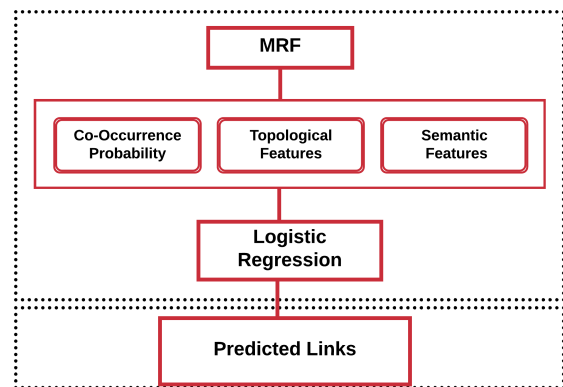 MRF
Co-Occurrence
Probability
Topological
Features
Semantic
Features
Logistic
Regression
Predicted Links